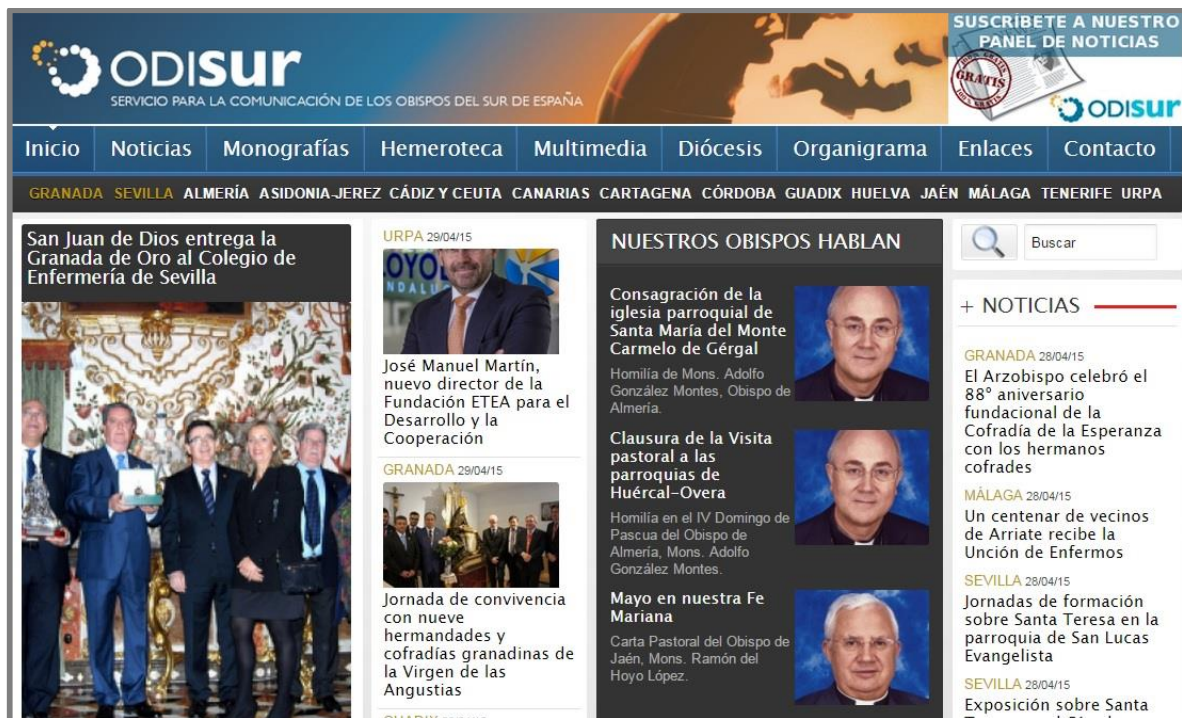 ODISUR
SERVICIO PARA LA COMUNICACIÓN DE LOS OBISPOS DEL SUR DE ESPAÑA
SUSCRÍBETE A NUESTRO
PANEL DE NOTICIAS
100% GRATIS
GRATIS
100% GRATIS
ODISUR
Inicio Noticias Monografías Hemeroteca Multimedia Diócesis Organigrama Enlaces Contacto
GRANADA SEVILLA ALMERÍA ASIDONIA-JEREZ CÁDIZ Y CEUTA CANARIAS CARTAGENA CÓRDOBA GUADIX HUELVA JAÉN MÁLAGA TENERIFE URPA
San Juan de Dios entrega la
Granada de Oro al Colegio de
Enfermería de Sevilla
URPA 29/04/15
José Manuel Martín,
nuevo director de la
Fundación ETEA para el
Desarrollo y la
Cooperación
GRANADA 29/04/15
Jornada de convivencia
con nueve
hermandades y
cofradías granadinas de
la Virgen de las
Angustias
NUESTROS OBISPOS HABLAN
Consagración de la
iglesia parroquial de
Santa María del Monte
Carmelo de Gérgal
Homilía de Mons. Adolfo
González Montes, Obispo de
Almería.
Clausura de la Visita
pastoral a las
parroquias de
Huércal-Overa
Homilía en el IV Domingo de
Pascua del Obispo de
Almería, Mons. Adolfo
González Montes.
Mayo en nuestra Fe
Mariana
Carta Pastoral del Obispo de
Jaén, Mons. Ramón del
Hoyo López.
Buscar
+ NOTICIAS
GRANADA 28/04/15
El Arzobispo celebró el
88º aniversario
fundacional de la
Cofradía de la Esperanza
con los hermanos
cofrades
MÁLAGA 28/04/15
Un centenar de vecinos
de Arriate recibe la
Unción de Enfermos
SEVILLA 28/04/15
Jornadas de formación
sobre Santa Teresa en la
parroquia de San Lucas
Evangelista
SEVILLA 28/04/15
Exposición sobre Santa